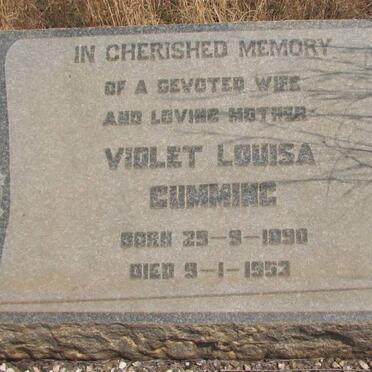 IN CHERISHED MEMORY
OF A DEVOTED WIFE
AND LOVING MOTHER
VIOLET LOUISA
CUMMING
BORN 29-9-1890
DIED 9-1-1953